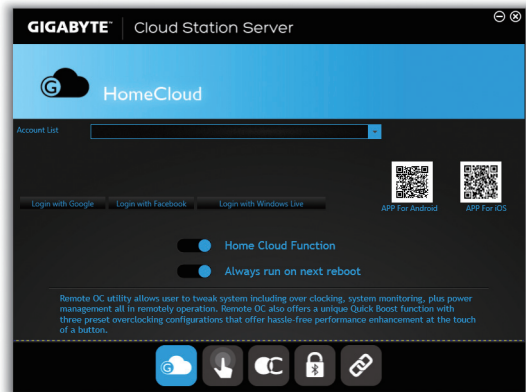 GIGABYTE™ Cloud Station Server
G HomeCloud
Account List
Login with Google Login with Facebook Login with Windows Live APP For Android APP For iOS
Home Cloud Function
Always run on next reboot
Remote OC utility allows user to tweak system including over clocking, system monitoring, plus power
management all in remotely operation. Remote OC also offers a unique Quick Boost function with
three preset overclocking configurations that offer hassle-free performance enhancement at the touch
of a button.
G